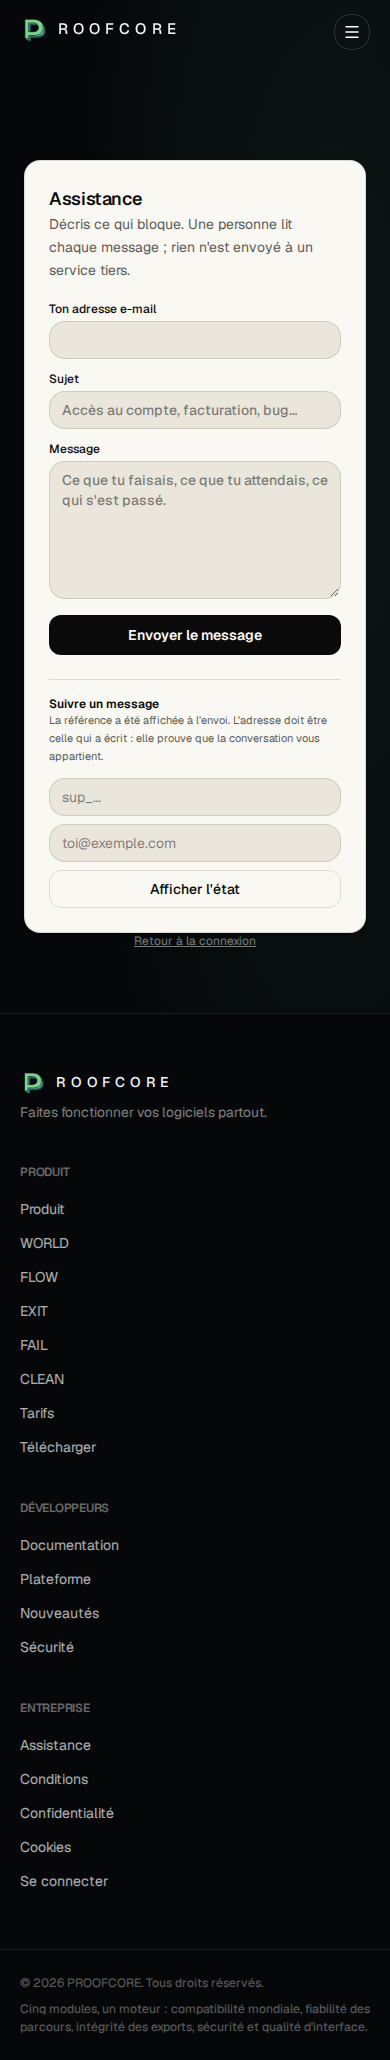 ROOFCORE
Assistance
Décris ce qui bloque. Une personne lit
chaque message ; rien n'est envoyé à un
service tiers.
Ton adresse e-mail
Sujet
Accès au compte, facturation, bug…
Message
Ce que tu faisais, ce que tu attendais, ce
qui s'est passé.
Envoyer le message
Suivre un message
La référence a été affichée à l'envoi. L'adresse doit être
celle qui a écrit : elle prouve que la conversation vous
appartient.
sup_…
toi@exemple.com
Afficher l'état
Retour à la connexion
ROOFCORE
Faites fonctionner vos logiciels partout.
PRODUIT
Produit
WORLD
FLOW
EXIT
FAIL
CLEAN
Tarifs
Télécharger
DÉVELOPPEURS
Documentation
Plateforme
Nouveautés
Sécurité
ENTREPRISE
Assistance
Conditions
Confidentialité
Cookies
Se connecter
© 2026 PROOFCORE. Tous droits réservés.
Cinq modules, un moteur : compatibilité mondiale, fiabilité des
parcours, intégrité des exports, sécurité et qualité d'interface.